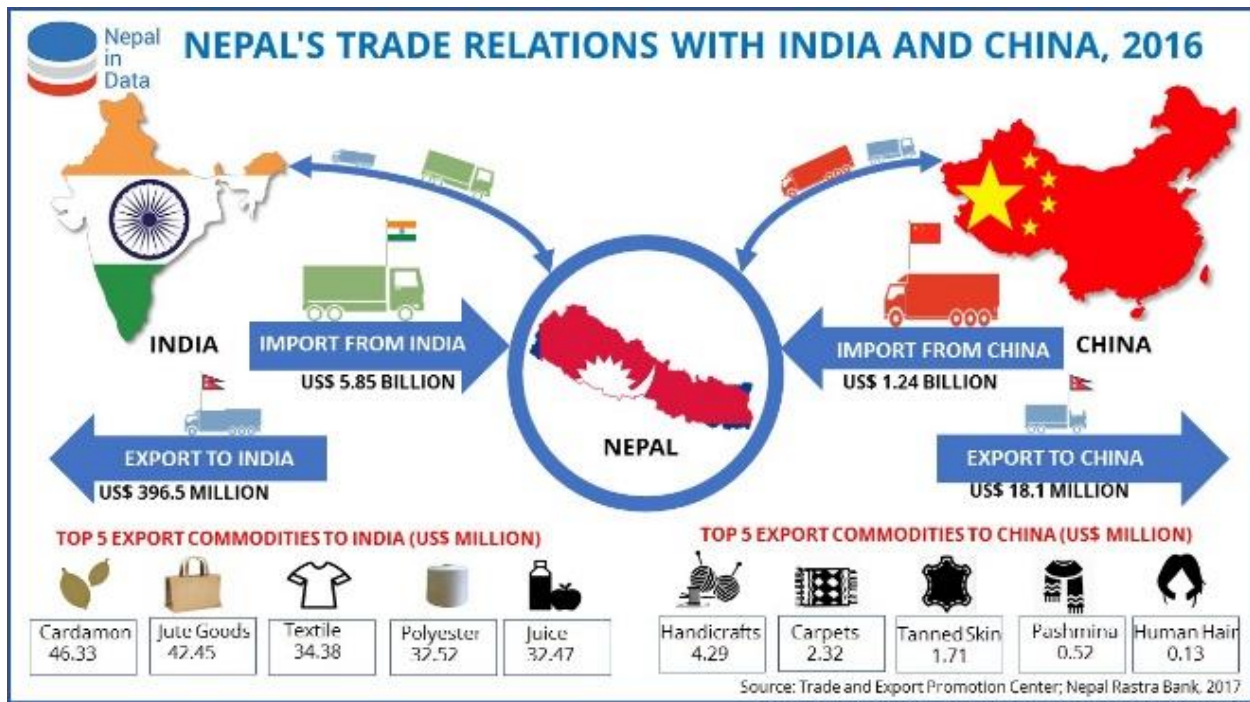 Nepal
in
Data
NEPAL'S TRADE RELATIONS WITH INDIA AND CHINA, 2016
INDIA
IMPORT FROM INDIA
US$ 5.85 BILLION
EXPORT TO INDIA
US$ 396.5 MILLION
NEPAL
IMPORT FROM CHINA
US$ 1.24 BILLION
CHINA
EXPORT TO CHINA
US$ 18.1 MILLION
TOP 5 EXPORT COMMODITIES TO INDIA (US$ MILLION)
Cardamon
46.33
Jute Goods
42.45
Textile
34.38
Polyester
32.52
Juice
32.47
TOP 5 EXPORT COMMODITIES TO CHINA (US$ MILLION)
Handicrafts
4.29
Carpets
2.32
Tanned Skin
1.71
Pashmina
0.52
Human Hair
0.13
Source: Trade and Export Promotion Center; Nepal Rastra Bank, 2017